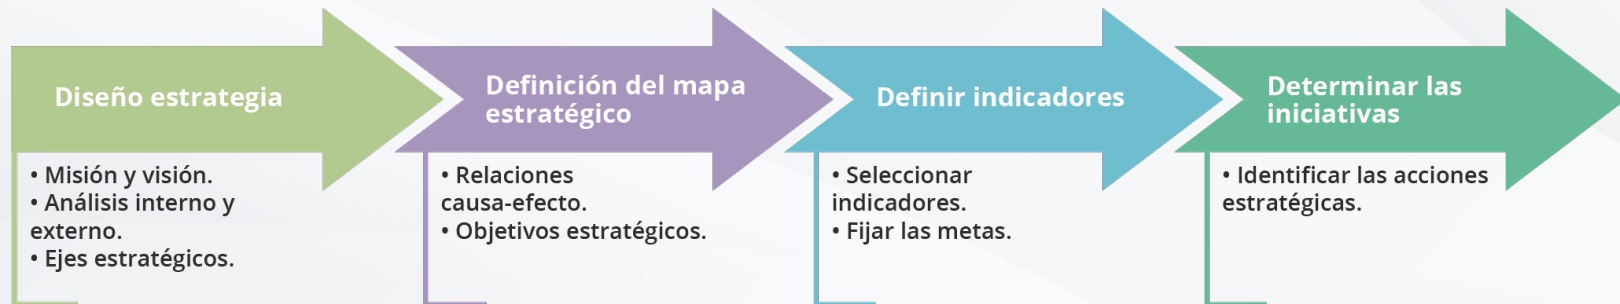 Diseño estrategia
• Misión y visión.
• Análisis interno y
externo.
• Ejes estratégicos.
Definición del mapa
estratégico
• Relaciones
causa-efecto.
• Objetivos estratégicos.
Definir indicadores
• Seleccionar
indicadores.
• Fijar las metas.
Determinar las
iniciativas
• Identificar las acciones
estratégicas.